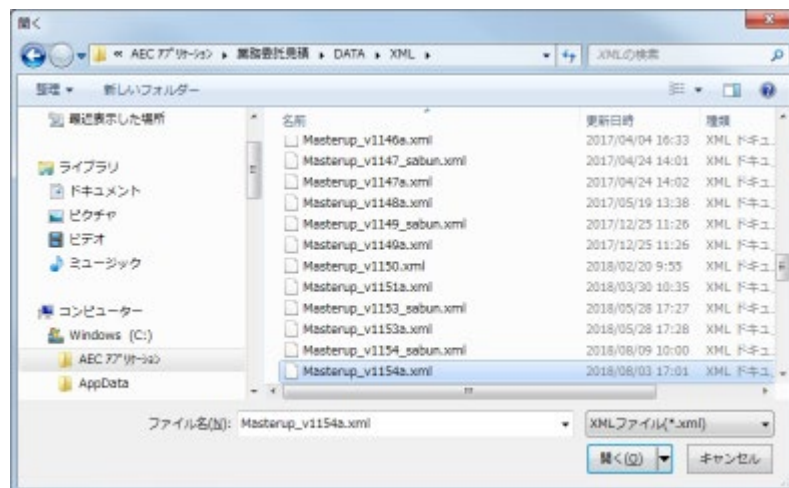 開く
« AEC ｱﾌﾟﾘｹｰｼｮﾝ ▸ 業務委託見積 ▸ DATA ▸ XML ▸
XMLの検索
整理 ▾ 新しいフォルダー
最近表示した場所
ライブラリ
ドキュメント
ピクチャ
ビデオ
ミュージック
コンピューター
Windows (C:)
AEC ｱﾌﾟﾘｹｰｼｮﾝ
AppData
名前 更新日時 種類
Masterup_v1146a.xml 2017/04/04 16:33 XML ドキュ
Masterup_v1147_sabun.xml 2017/04/24 14:01 XML ドキュ
Masterup_v1147a.xml 2017/04/24 14:02 XML ドキュ
Masterup_v1148a.xml 2017/05/19 13:38 XML ドキュ
Masterup_v1149_sabun.xml 2017/12/25 11:26 XML ドキュ
Masterup_v1149a.xml 2017/12/25 11:26 XML ドキュ
Masterup_v1150.xml 2018/02/20 9:55 XML ドキュ
Masterup_v1151a.xml 2018/03/30 10:35 XML ドキュ
Masterup_v1153_sabun.xml 2018/05/28 17:27 XML ドキュ
Masterup_v1153a.xml 2018/05/28 17:28 XML ドキュ
Masterup_v1154_sabun.xml 2018/08/09 10:00 XML ドキュ
Masterup_v1154a.xml 2018/08/03 17:01 XML ドキュ
ファイル名(N): Masterup_v1154a.xml XMLファイル(*.xml)
開く(O) キャンセル